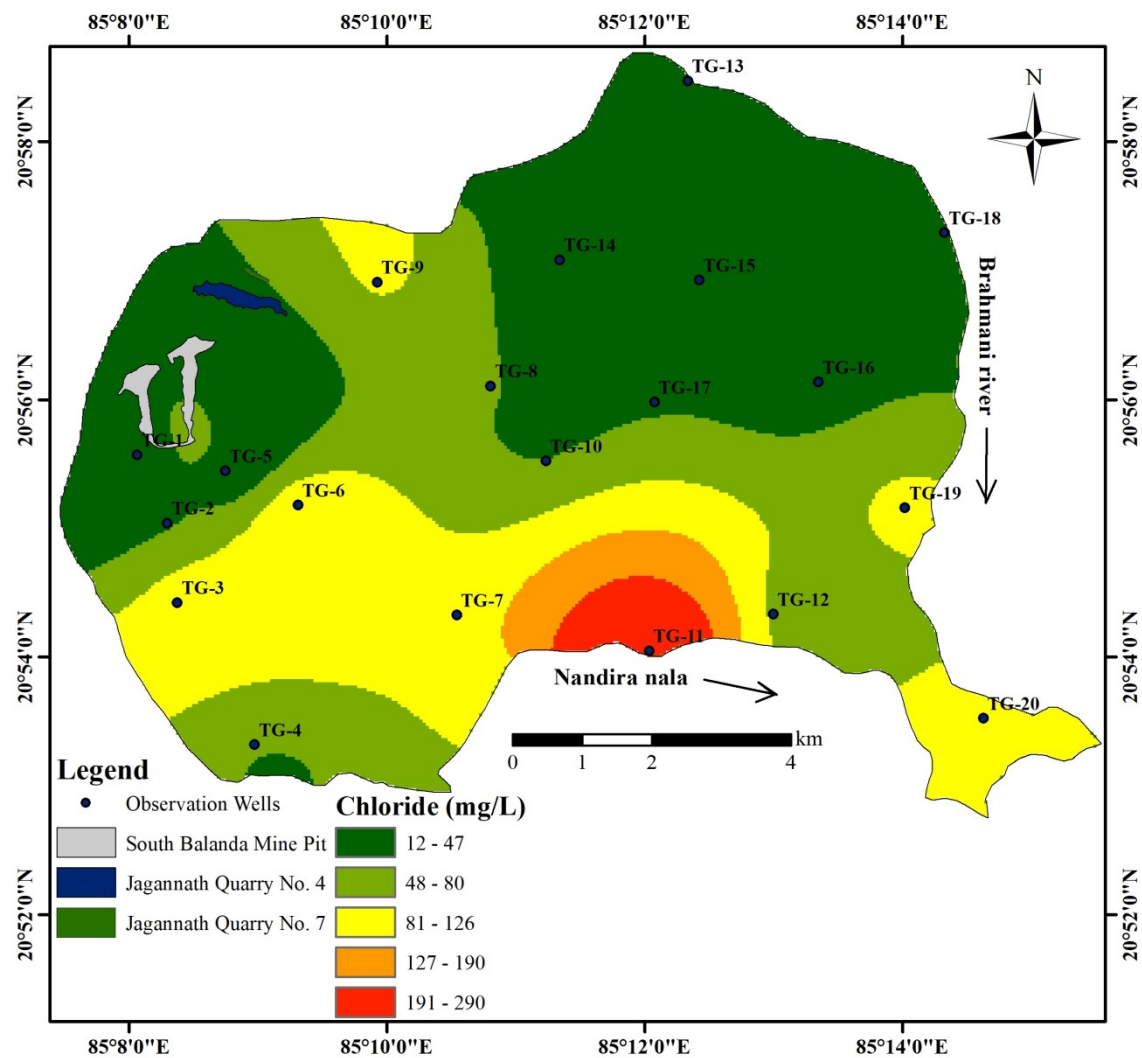 85°8'0"E 85°10'0"E 85°12'0"E 85°14'0"E
N
TG-13
20°58'0"N 20°58'0"N
TG-18
TG-14
TG-15
TG-9
Brahmani river
TG-8
TG-16
TG-17
20°56'0"N 20°56'0"N
TG-1
TG-5
TG-10
TG-6
TG-19
TG-2
TG-3
TG-7
TG-12
TG-11
20°54'0"N 20°54'0"N
Nandira nala
TG-20
TG-4
km
0 1 2 4
Legend
Observation Wells
South Balanda Mine Pit
Jagannath Quarry No. 4
Jagannath Quarry No. 7
Chloride (mg/L)
12 - 47
48 - 80
81 - 126
127 - 190
191 - 290
20°52'0"N 20°52'0"N
85°8'0"E 85°10'0"E 85°12'0"E 85°14'0"E